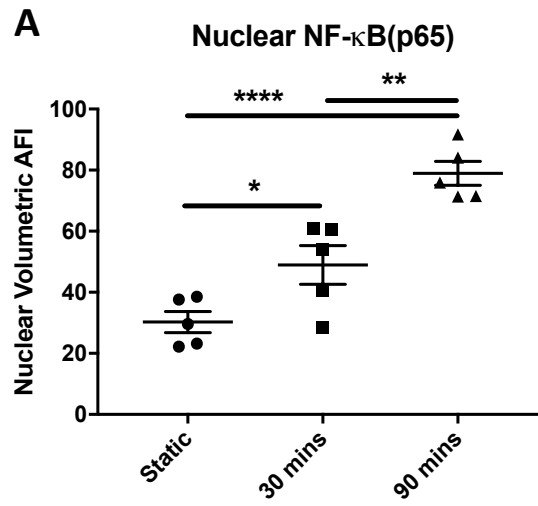 A
Nuclear NF-κB(p65)
**
****
*
Nuclear Volumetric AFI
100
80
60
40
20
0
Static
30 mins
90 mins